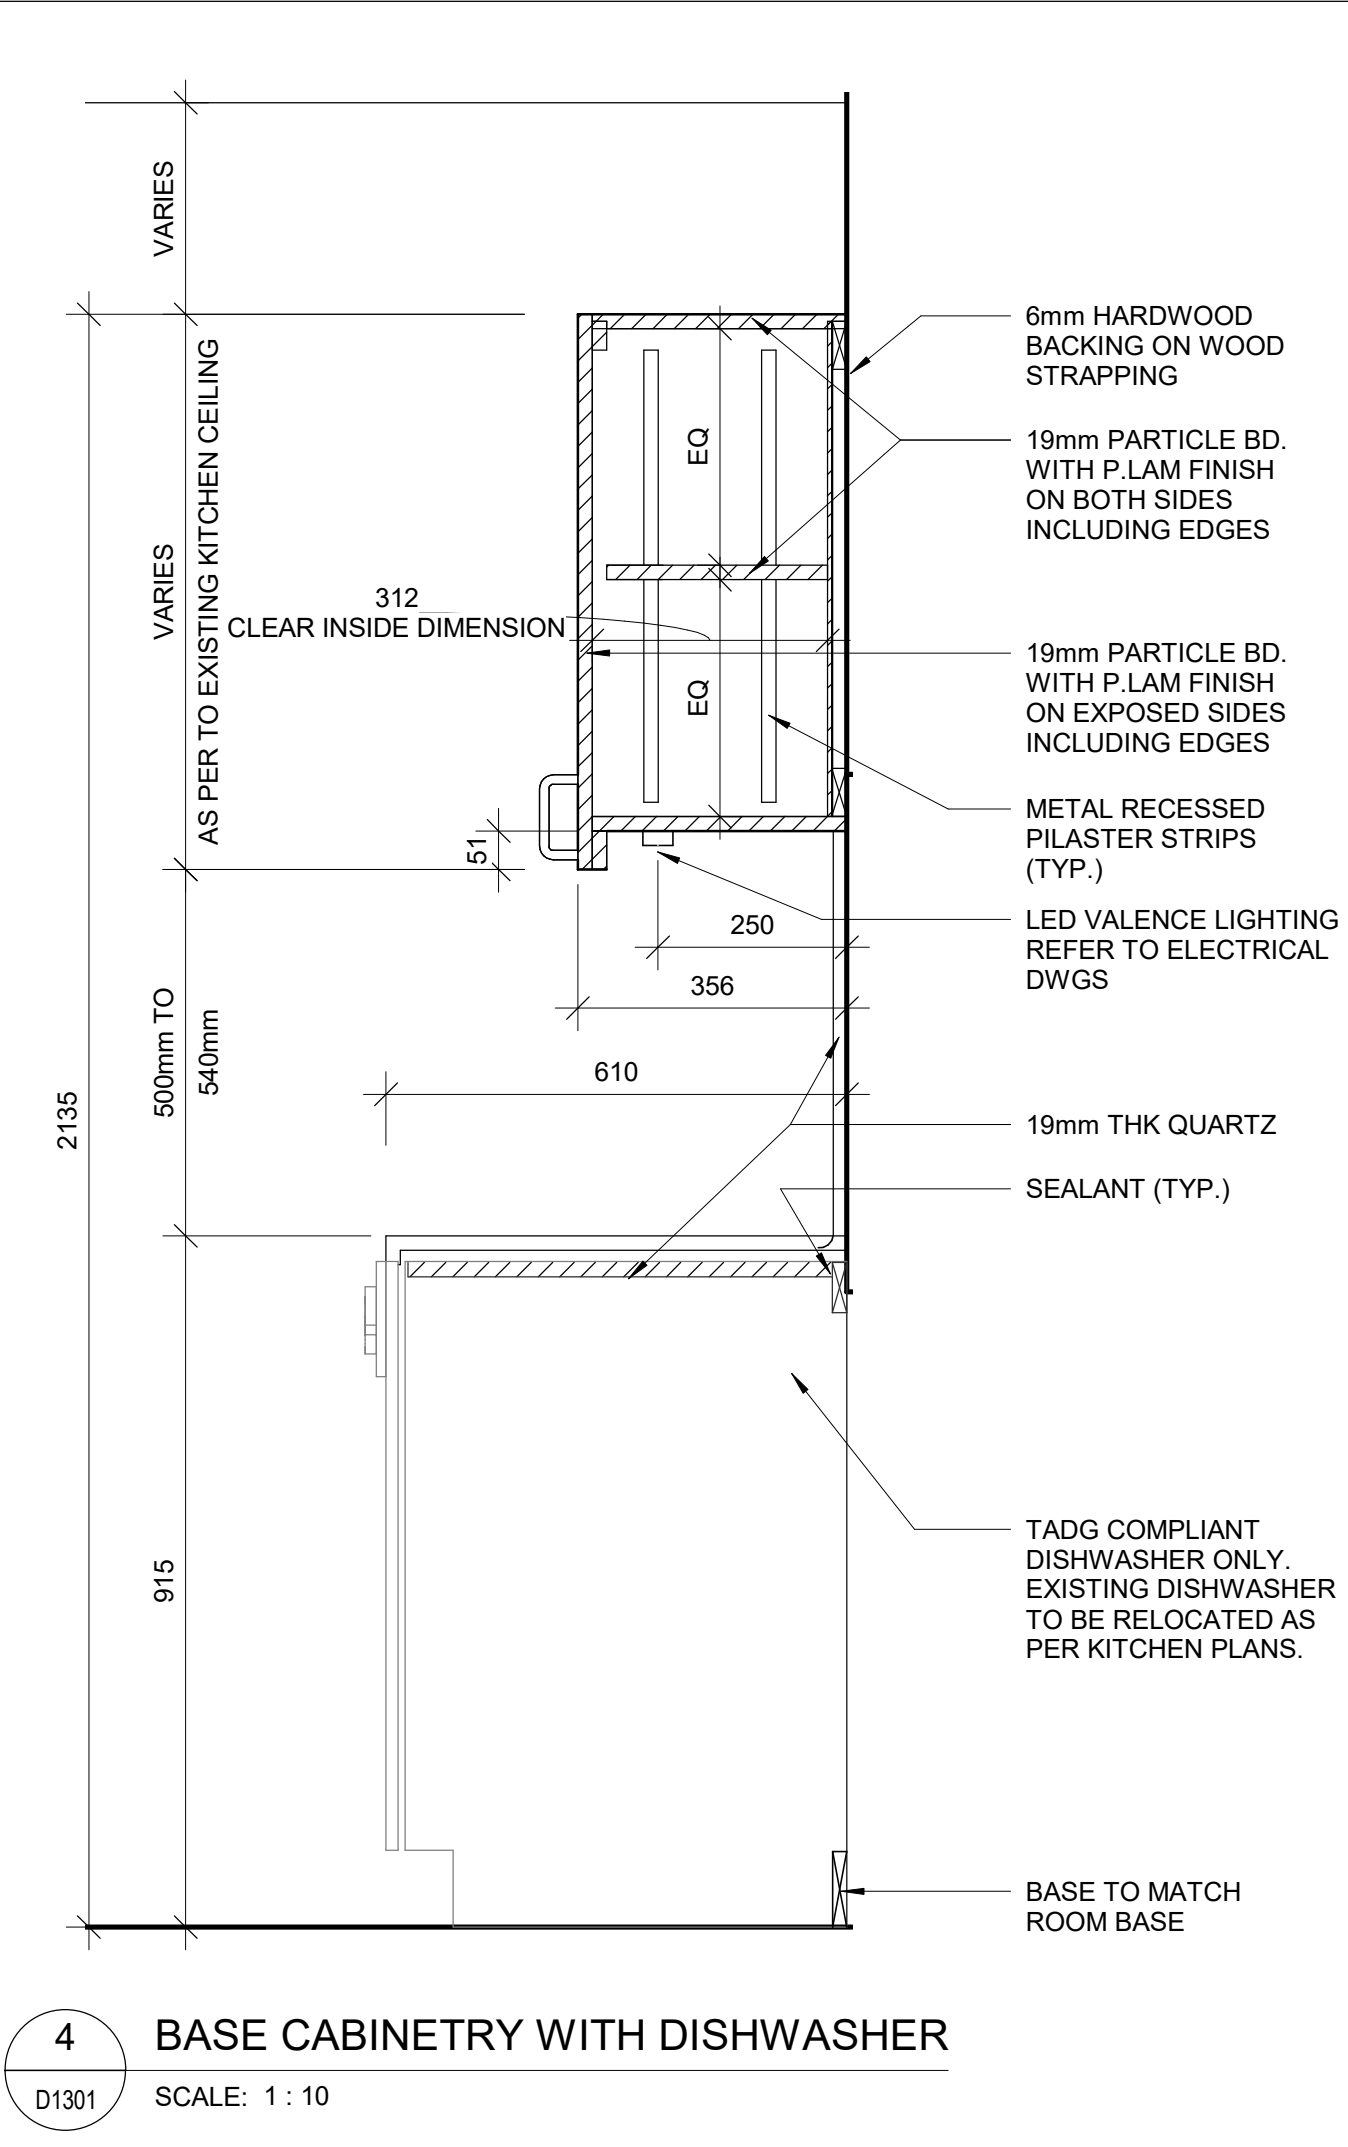 VARIES
AS PER TO EXISTING KITCHEN CEILING
VARIES
EQ
312
CLEAR INSIDE DIMENSION
EQ
51
250
356
500mm TO
540mm
610
2135
915
6mm HARDWOOD
BACKING ON WOOD
STRAPPING
19mm PARTICLE BD.
WITH P.LAM FINISH
ON BOTH SIDES
INCLUDING EDGES
19mm PARTICLE BD.
WITH P.LAM FINISH
ON EXPOSED SIDES
INCLUDING EDGES
METAL RECESSED
PILASTER STRIPS
(TYP.)
LED VALENCE LIGHTING
REFER TO ELECTRICAL
DWGS
19mm THK QUARTZ
SEALANT (TYP.)
TADG COMPLIANT
DISHWASHER ONLY.
EXISTING DISHWASHER
TO BE RELOCATED AS
PER KITCHEN PLANS.
BASE TO MATCH
ROOM BASE
4
D1301
BASE CABINETRY WITH DISHWASHER
SCALE: 1 : 10